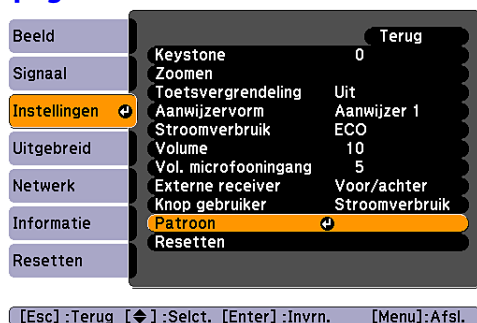 Beeld
Signaal
Instellingen
Uitgebreid
Netwerk
Informatie
Resetten
Terug
Keystone 0
Zoomen
Toetsvergrendeling Uit
Aanwijzervorm Aanwijzer 1
Stroomverbruik ECO
Volume 10
Vol. microfooningang 5
Externe receiver Voor/achter
Knop gebruiker Stroomverbruik
Patroon
Resetten
[Esc] :Terug [◆] :Selct. [Enter] :Invrn. [Menu]:Afsl.